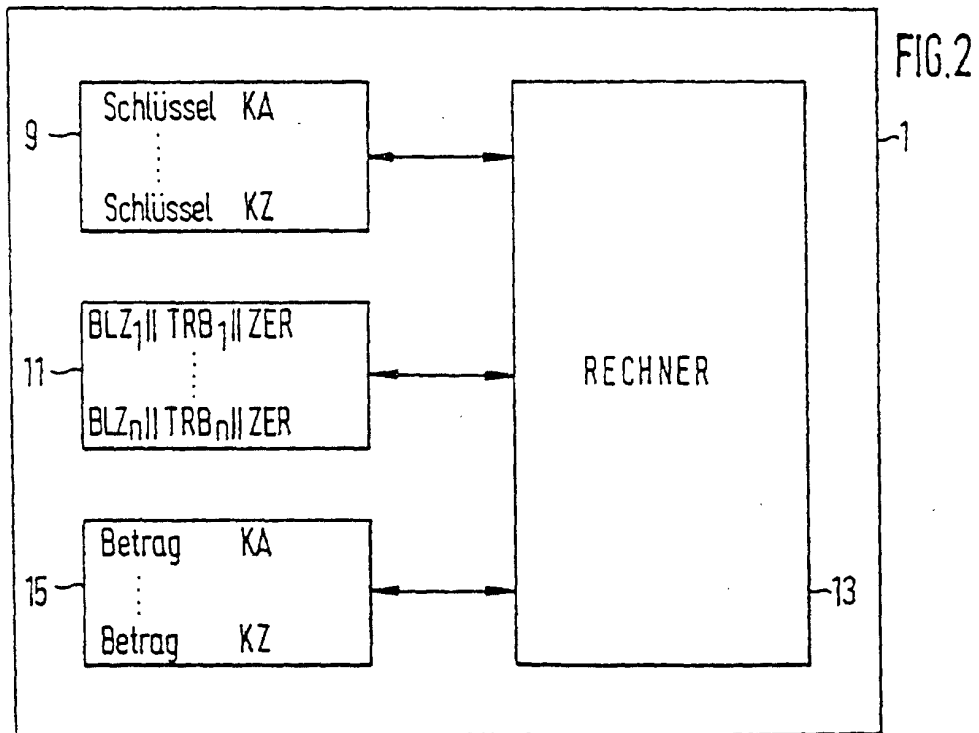 FIG.2
1
9
Schlüssel KA
Schlüssel KZ
11
BLZ1|| TRB1|| ZER
BLZn|| TRBn|| ZER
15
Betrag KA
Betrag KZ
RECHNER
13